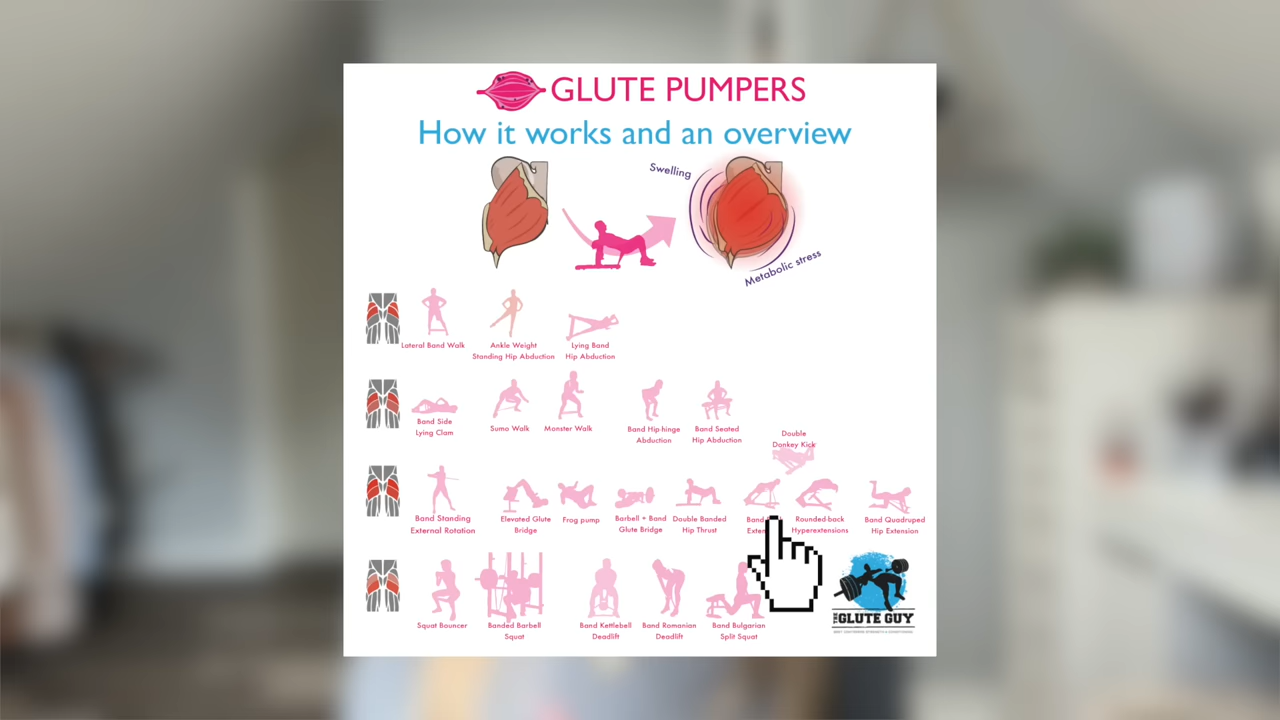 GLUTE PUMPERS
How it works and an overview
Swelling
Metabolic stress
Lateral Band Walk
Ankle Weight
Standing Hip Abduction
Lying Band
Hip Abduction
Band Side
Lying Clam
Sumo Walk
Monster Walk
Band Hip-hinge
Abduction
Band Seated
Hip Abduction
Double
Donkey Kick
Band Standing
External Rotation
Elevated Glute
Bridge
Frog pump
Barbell + Band
Glute Bridge
Double Banded
Hip Thrust
Band
Rounded-back
Hyperextensions
Band Quadruped
Hip Extension
Squat Bouncer
Banded Barbell
Squat
Band Kettlebell
Deadlift
Band Romanian
Deadlift
Band Bulgarian
Split Squat
THE GLUTE GUY